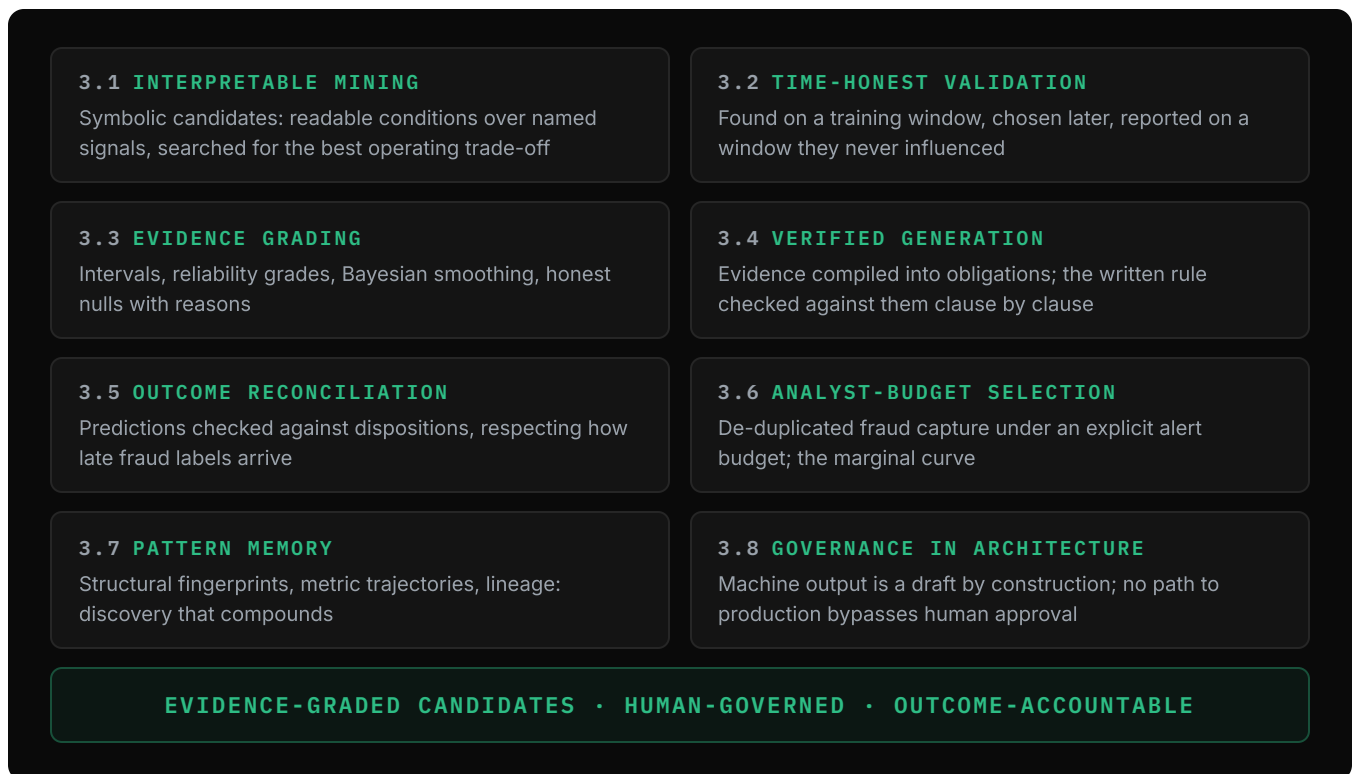 3.1 INTERPRETABLE MINING
Symbolic candidates: readable conditions over named
signals, searched for the best operating trade-off
3.2 TIME-HONEST VALIDATION
Found on a training window, chosen later, reported on a
window they never influenced
3.3 EVIDENCE GRADING
Intervals, reliability grades, Bayesian smoothing, honest
nulls with reasons
3.4 VERIFIED GENERATION
Evidence compiled into obligations; the written rule
checked against them clause by clause
3.5 OUTCOME RECONCILIATION
Predictions checked against dispositions, respecting how
late fraud labels arrive
3.6 ANALYST-BUDGET SELECTION
De-duplicated fraud capture under an explicit alert
budget; the marginal curve
3.7 PATTERN MEMORY
Structural fingerprints, metric trajectories, lineage:
discovery that compounds
3.8 GOVERNANCE IN ARCHITECTURE
Machine output is a draft by construction; no path to
production bypasses human approval
EVIDENCE-GRADED CANDIDATES · HUMAN-GOVERNED · OUTCOME-ACCOUNTABLE